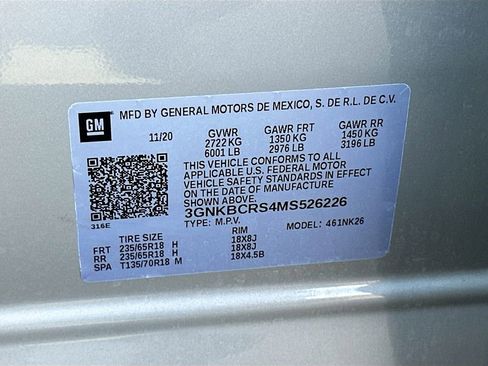 MFD BY GENERAL MOTORS DE MEXICO, S. DE R.L. DE C.V.
GM
11/20 GVWR GAWR FRT GAWR RR
2722 KG 1350 KG 1450 KG
6001 LB 2976 LB 3196 LB
THIS VEHICLE CONFORMS TO ALL
APPLICABLE U.S. FEDERAL MOTOR
VEHICLE SAFETY STANDARDS IN EFFECT
ON THE DATE OF MANUFACTURE SHOWN ABOVE.
3GNKBCRS4MS526226
316E TYPE: M.P.V. MODEL: 461NK26
TIRE SIZE RIM
FRT 235/65R18 H 18X8J
RR 235/65R18 H 18X8J
SPA T135/70R18 M 18X4.5B